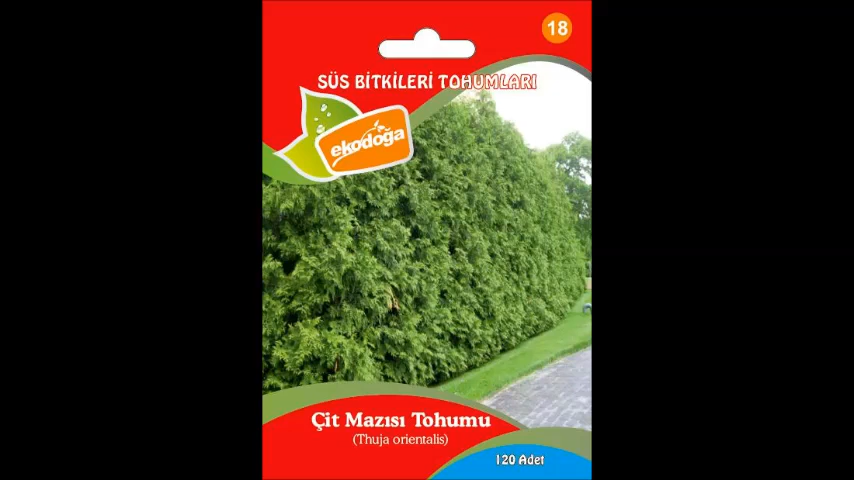 18
SÜS BİTKİLERİ TOHUMLARI
ekodoğa
Çit Mazısı Tohumu
(Thuja orientalis)
120 Adet